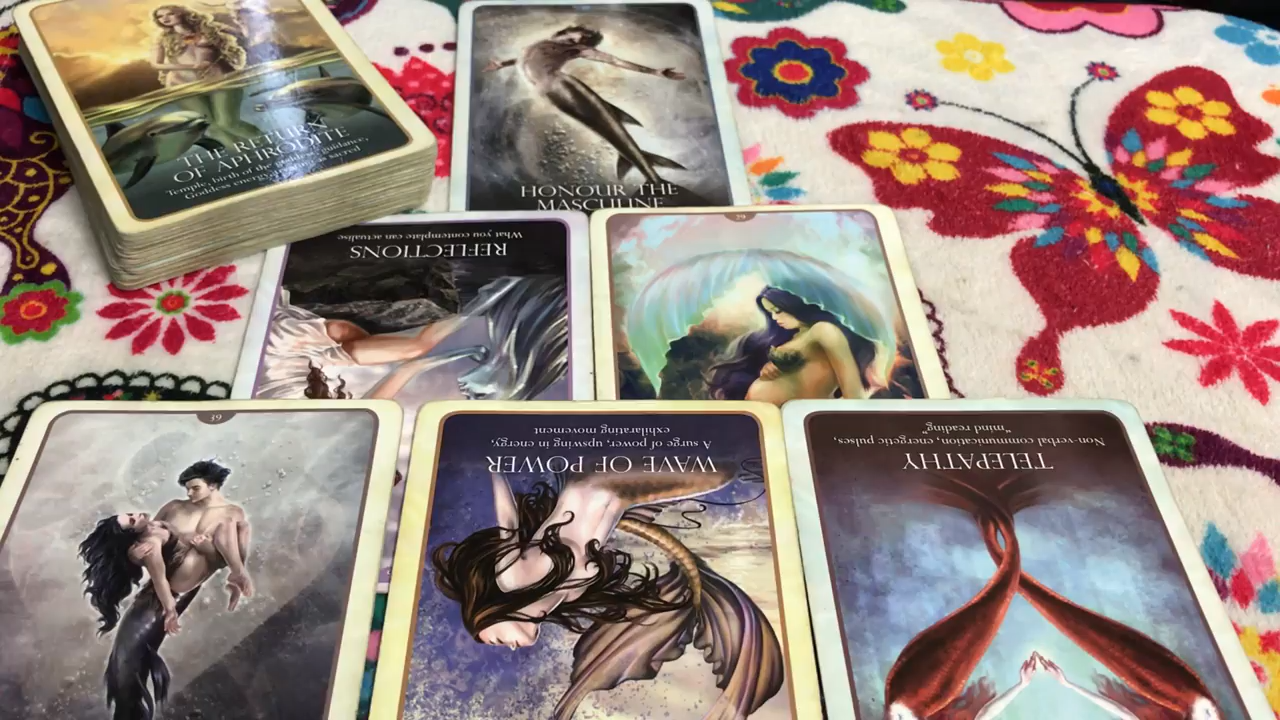 THE RETURN
OF APHRODITE
Temple, birth of the goddess, guidance,
Goddess energy, sacred
HONOUR THE
MASCULINE
REFLECTIONS
What you contemplate can actualise
WAVE OF POWER
A surge of power, upswing in energy,
exhilarating movement
TELEPATHY
Non-verbal communication, energetic pulses,
"mind reading"